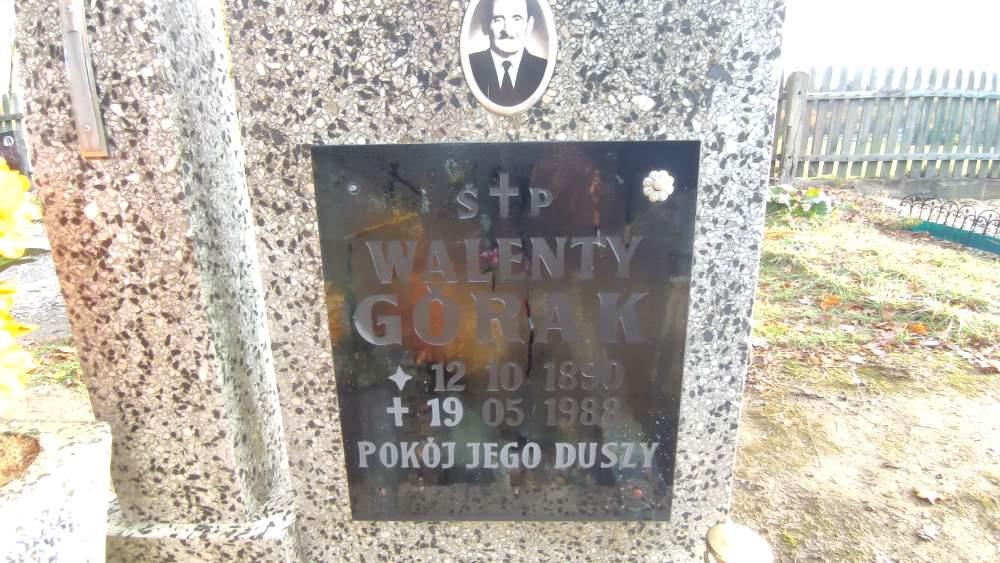 Ś✝P
WALENTY
GÓRAK
✦ 12 10 1890
✝ 19 05 1988
POKÓJ JEGO DUSZY